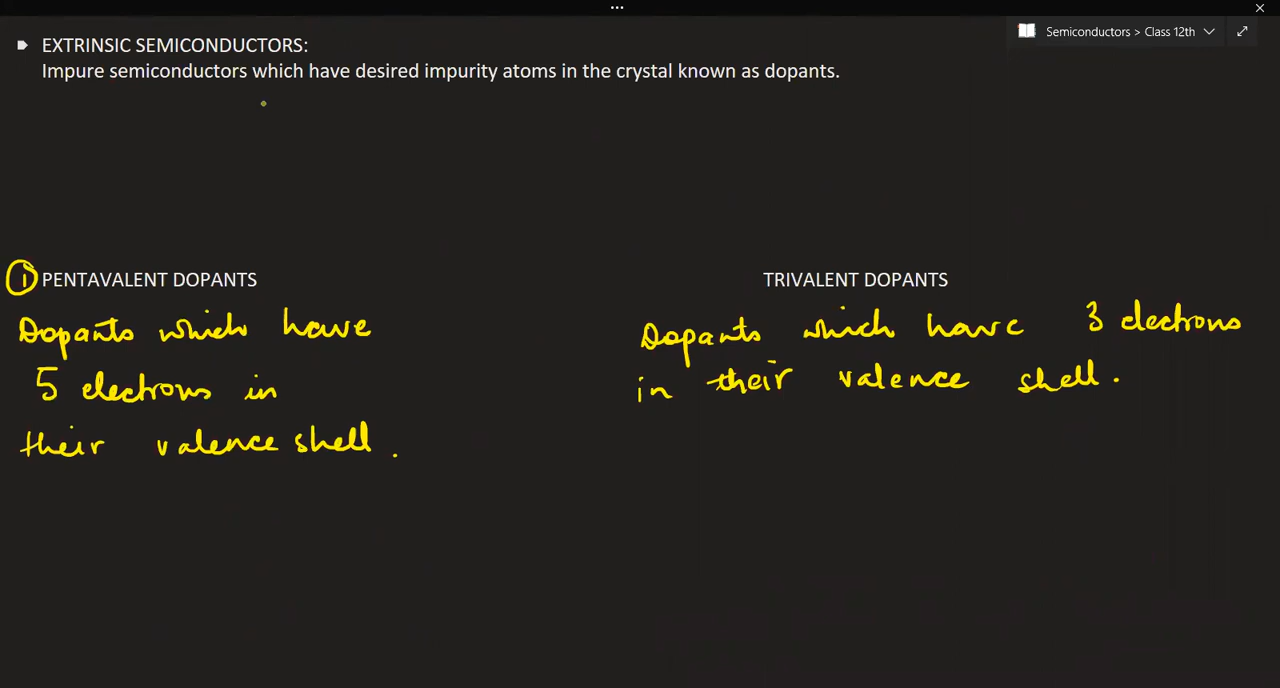 Semiconductors > Class 12th
EXTRINSIC SEMICONDUCTORS:
Impure semiconductors which have desired impurity atoms in the crystal known as dopants.
① PENTAVALENT DOPANTS
Dopants which have
5 electrons in
their valence shell.
TRIVALENT DOPANTS
Dopants which have 3 electrons
in their valence shell.